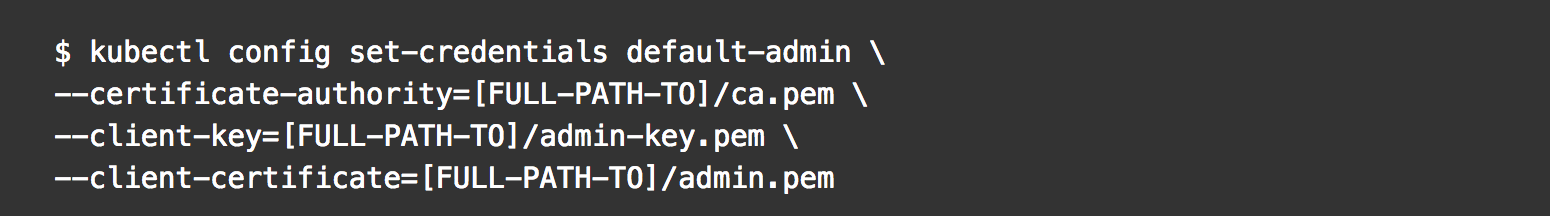 $ kubectl config set-credentials default-admin \
--certificate-authority=[FULL-PATH-TO]/ca.pem \
--client-key=[FULL-PATH-TO]/admin-key.pem \
--client-certificate=[FULL-PATH-TO]/admin.pem